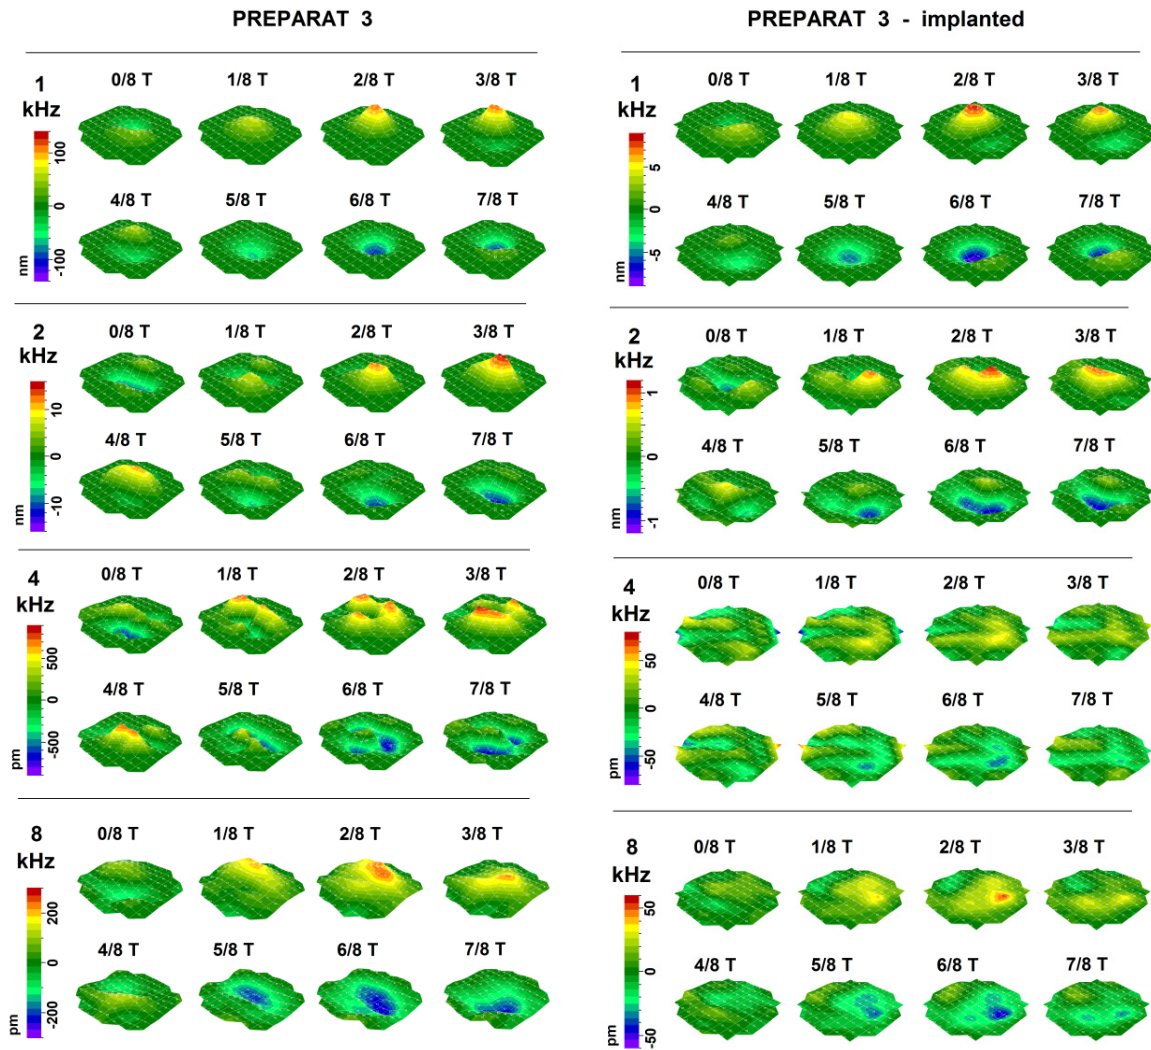 PREPARAT 3
1
kHz
0/8 T 1/8 T 2/8 T 3/8 T
100
0
-100
nm
4/8 T 5/8 T 6/8 T 7/8 T
2
kHz
0/8 T 1/8 T 2/8 T 3/8 T
10
0
-10
nm
4/8 T 5/8 T 6/8 T 7/8 T
4
kHz
0/8 T 1/8 T 2/8 T 3/8 T
500
0
-500
pm
4/8 T 5/8 T 6/8 T 7/8 T
8
kHz
0/8 T 1/8 T 2/8 T 3/8 T
200
0
-200
pm
4/8 T 5/8 T 6/8 T 7/8 T
PREPARAT 3 - implanted
1
kHz
0/8 T 1/8 T 2/8 T 3/8 T
5
0
-5
nm
4/8 T 5/8 T 6/8 T 7/8 T
2
kHz
0/8 T 1/8 T 2/8 T 3/8 T
1
0
-1
nm
4/8 T 5/8 T 6/8 T 7/8 T
4
kHz
0/8 T 1/8 T 2/8 T 3/8 T
50
0
-50
pm
4/8 T 5/8 T 6/8 T 7/8 T
8
kHz
0/8 T 1/8 T 2/8 T 3/8 T
50
0
-50
pm
4/8 T 5/8 T 6/8 T 7/8 T